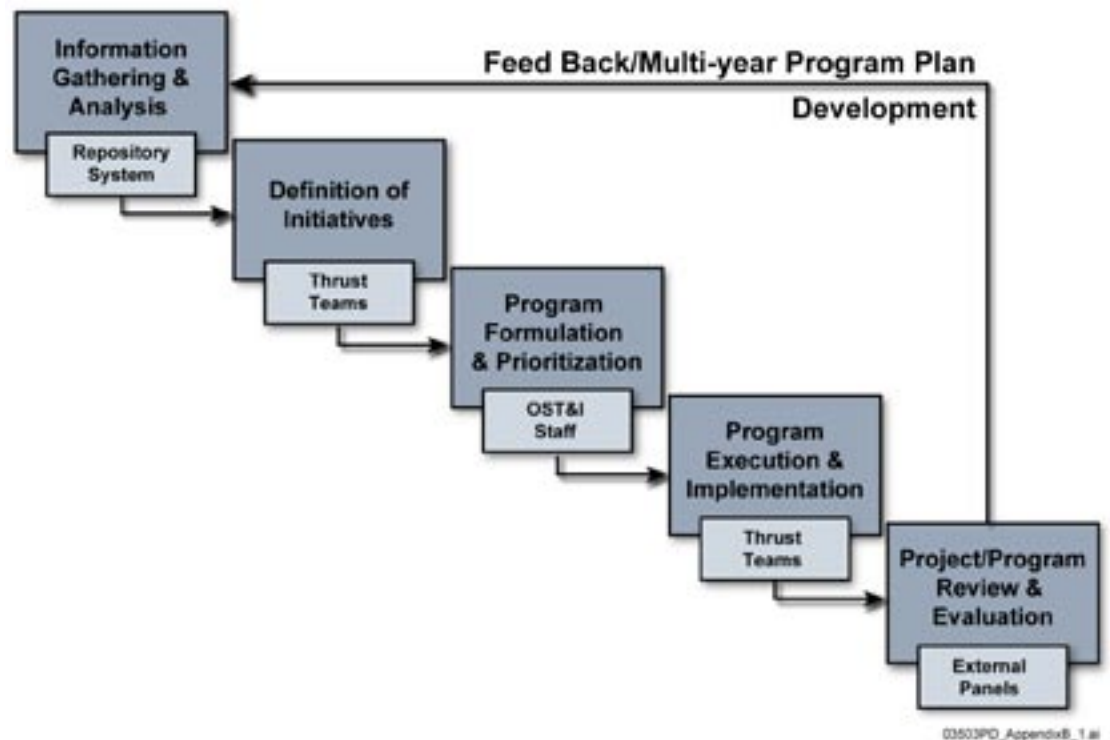 Information
Gathering &
Analysis
Repository
System
Feed Back/Multi-year Program Plan
Development
Definition of
Initiatives
Thrust
Teams
Program
Formulation
& Prioritization
OST&I
Staff
Program
Execution &
Implementation
Thrust
Teams
Project/Program
Review &
Evaluation
External
Panels
03503PD_AppendixB_1.ai